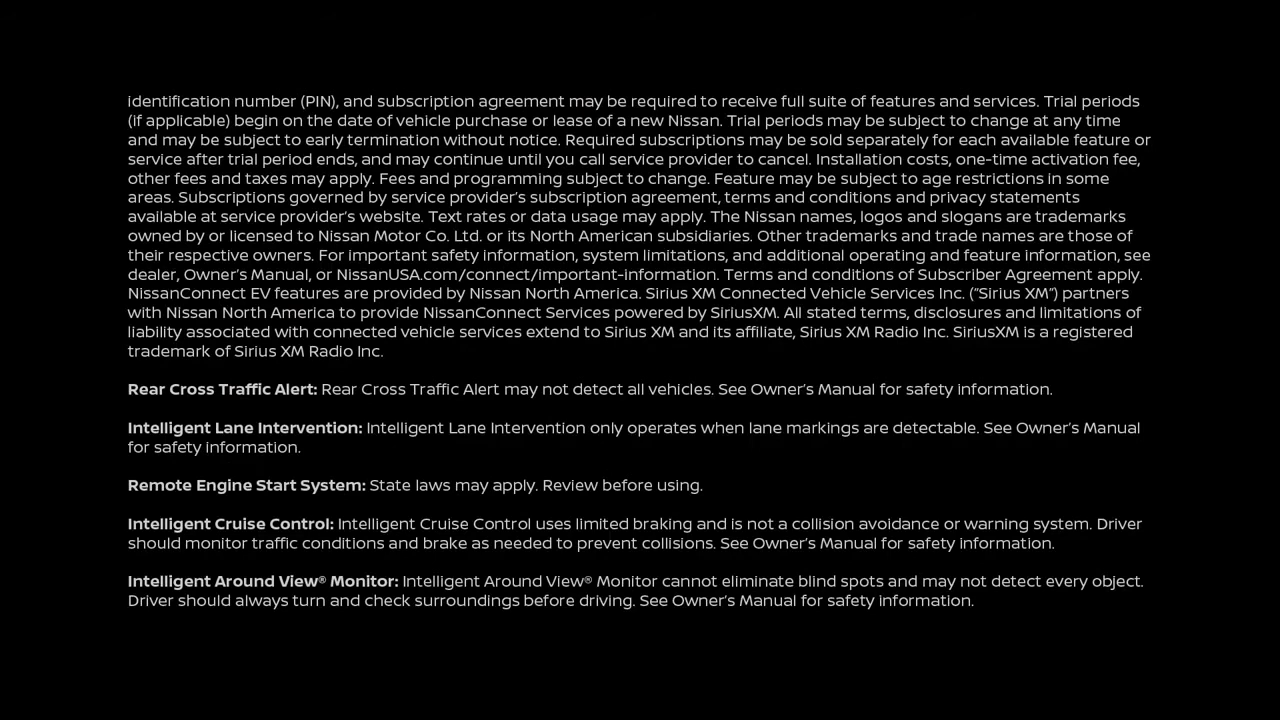 identification number (PIN), and subscription agreement may be required to receive full suite of features and services. Trial periods
(if applicable) begin on the date of vehicle purchase or lease of a new Nissan. Trial periods may be subject to change at any time
and may be subject to early termination without notice. Required subscriptions may be sold separately for each available feature or
service after trial period ends, and may continue until you call service provider to cancel. Installation costs, one-time activation fee,
other fees and taxes may apply. Fees and programming subject to change. Feature may be subject to age restrictions in some
areas. Subscriptions governed by service provider's subscription agreement, terms and conditions and privacy statements
available at service provider's website. Text rates or data usage may apply. The Nissan names, logos and slogans are trademarks
owned by or licensed to Nissan Motor Co. Ltd. or its North American subsidiaries. Other trademarks and trade names are those of
their respective owners. For important safety information, system limitations, and additional operating and feature information, see
dealer, Owner's Manual, or NissanUSA.com/connect/important-information. Terms and conditions of Subscriber Agreement apply.
NissanConnect EV features are provided by Nissan North America. Sirius XM Connected Vehicle Services Inc. ("Sirius XM") partners
with Nissan North America to provide NissanConnect Services powered by SiriusXM. All stated terms, disclosures and limitations of
liability associated with connected vehicle services extend to Sirius XM and its affiliate, Sirius XM Radio Inc. SiriusXM is a registered
trademark of Sirius XM Radio Inc.
Rear Cross Traffic Alert: Rear Cross Traffic Alert may not detect all vehicles. See Owner's Manual for safety information.
Intelligent Lane Intervention: Intelligent Lane Intervention only operates when lane markings are detectable. See Owner's Manual
for safety information.
Remote Engine Start System: State laws may apply. Review before using.
Intelligent Cruise Control: Intelligent Cruise Control uses limited braking and is not a collision avoidance or warning system. Driver
should monitor traffic conditions and brake as needed to prevent collisions. See Owner's Manual for safety information.
Intelligent Around View® Monitor: Intelligent Around View® Monitor cannot eliminate blind spots and may not detect every object.
Driver should always turn and check surroundings before driving. See Owner's Manual for safety information.